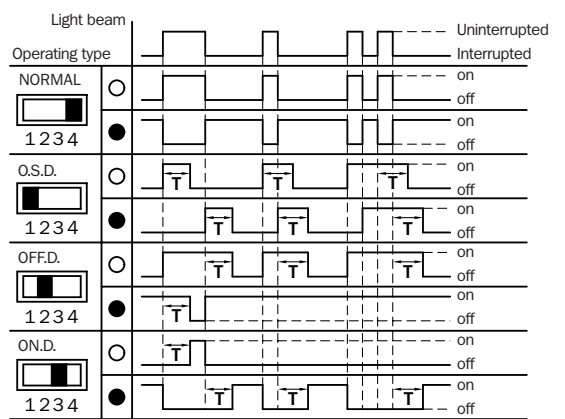 Light beam
Uninterrupted
Operating type
Interrupted
NORMAL
on
off
on
1234
off
O.S.D.
on
T T T
off
on
1234
T T T
off
OFF.D.
on
T T T
off
on
1234
T
off
ON.D.
on
T
off
on
1234
T T T
off